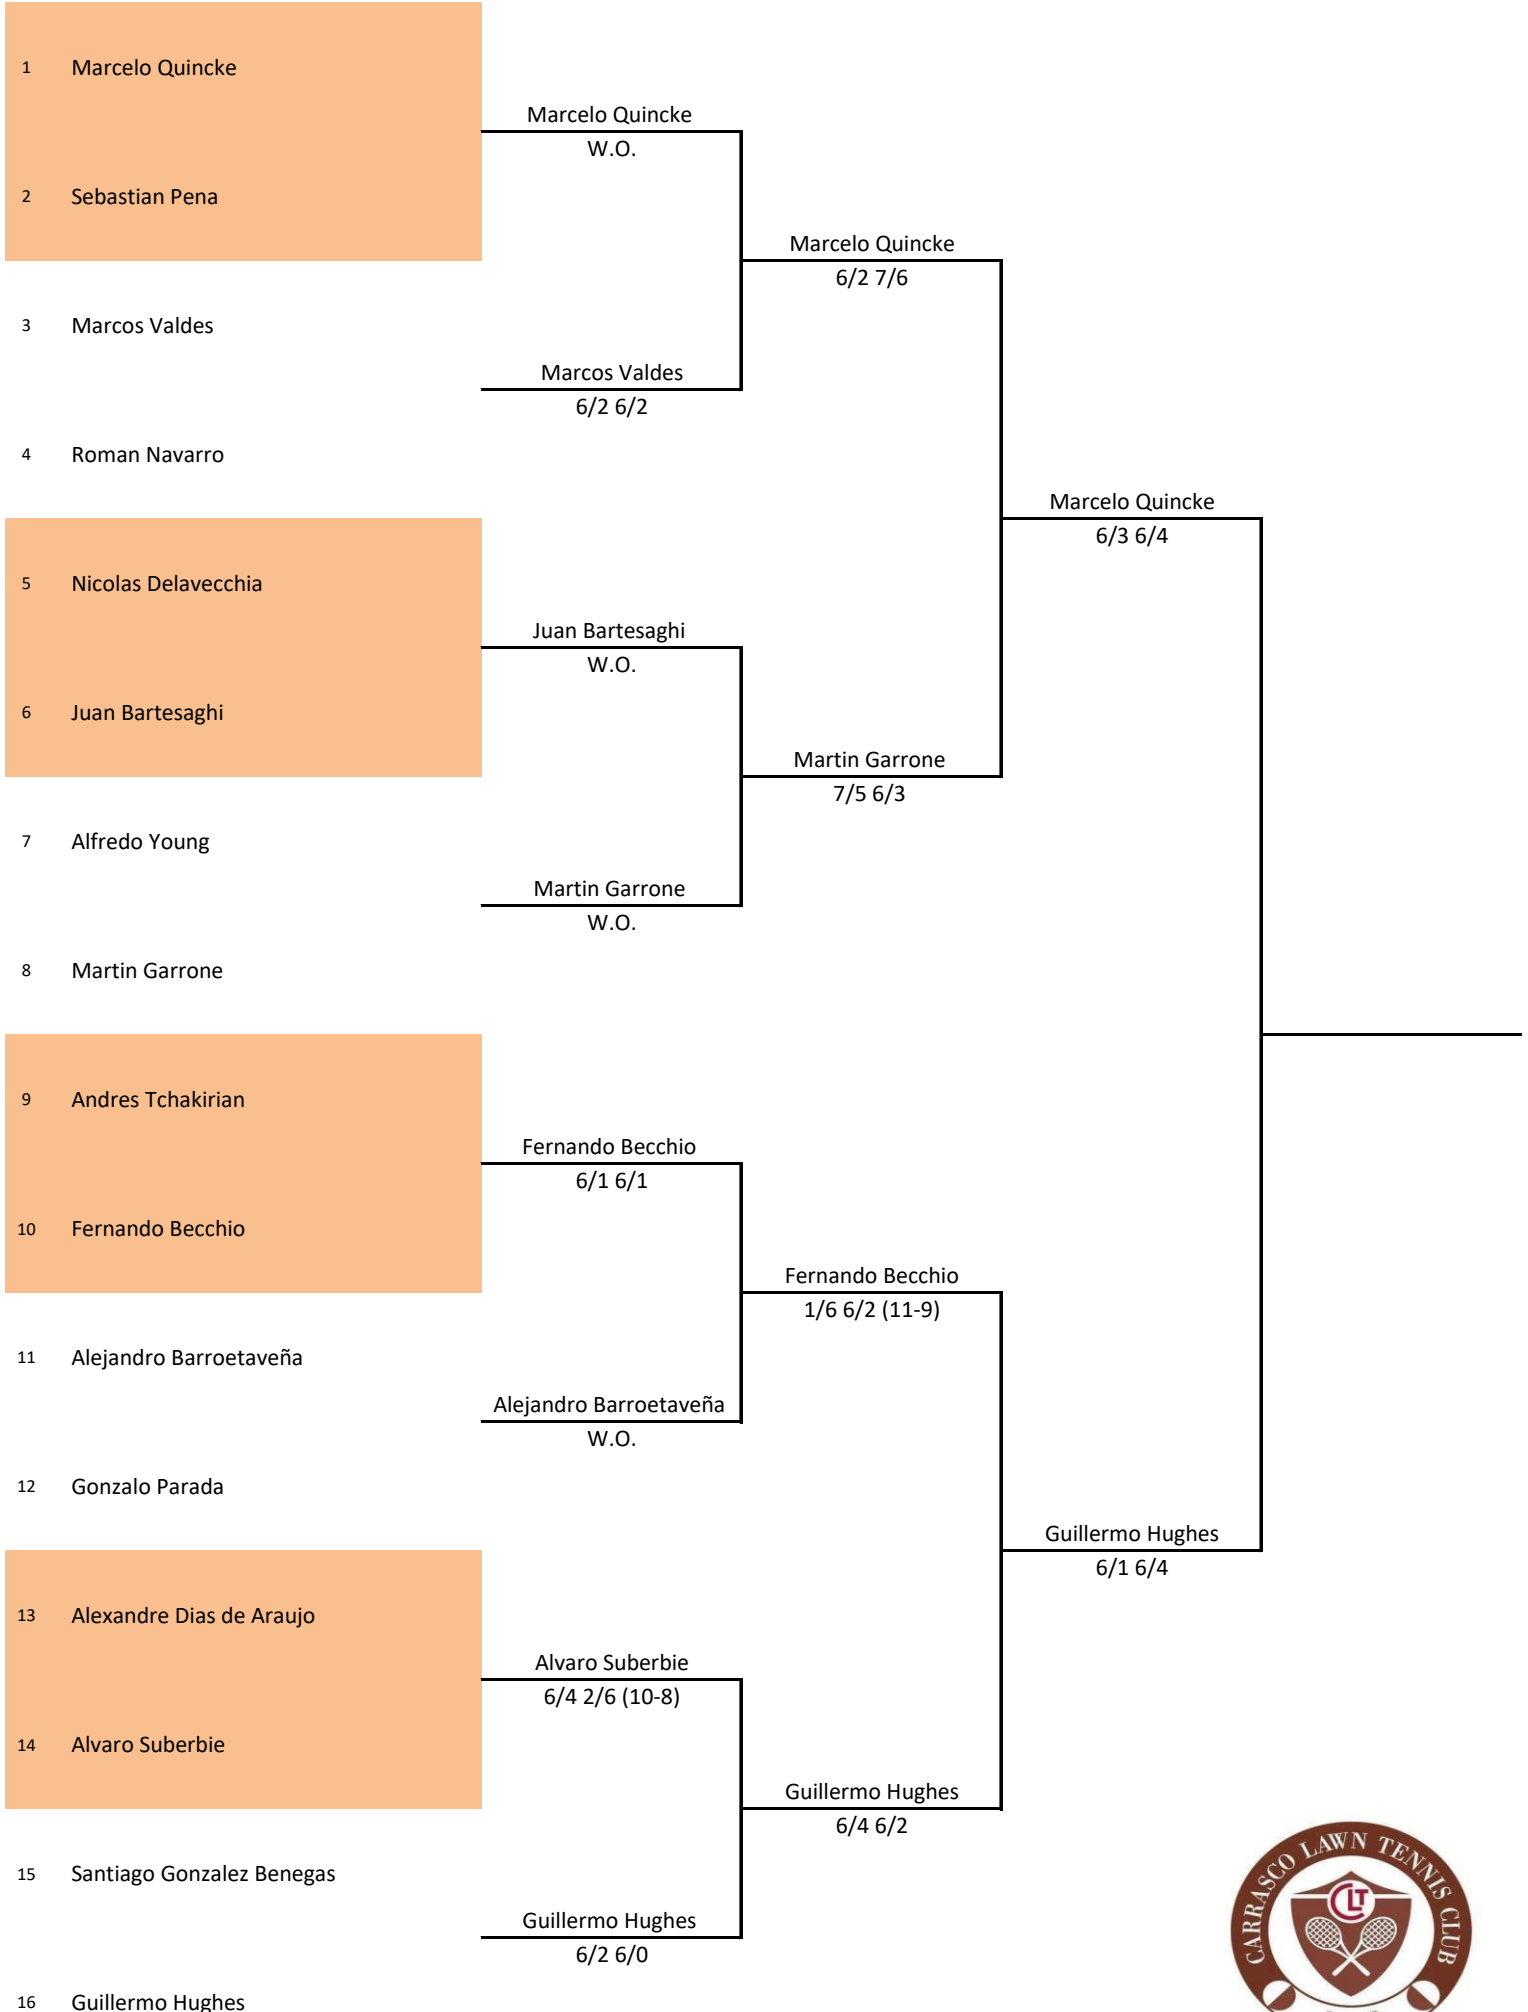 1 Marcelo Quincke
Marcelo Quincke
W.O.
2 Sebastian Pena
Marcelo Quincke
6/2 7/6
3 Marcos Valdes
Marcos Valdes
6/2 6/2
4 Roman Navarro
Marcelo Quincke
6/3 6/4
5 Nicolas Delavecchia
Juan Bartesaghi
W.O.
6 Juan Bartesaghi
Martin Garrone
7/5 6/3
7 Alfredo Young
Martin Garrone
W.O.
8 Martin Garrone
9 Andres Tchakirian
Fernando Becchio
6/1 6/1
10 Fernando Becchio
Fernando Becchio
1/6 6/2 (11-9)
11 Alejandro Barroetaveña
Alejandro Barroetaveña
W.O.
12 Gonzalo Parada
Guillermo Hughes
6/1 6/4
13 Alexandre Dias de Araujo
Alvaro Suberbie
6/4 2/6 (10-8)
14 Alvaro Suberbie
Guillermo Hughes
6/4 6/2
15 Santiago Gonzalez Benegas
Guillermo Hughes
6/2 6/0
16 Guillermo Hughes
CARRASCO LAWN TENNIS CLUB
CLT